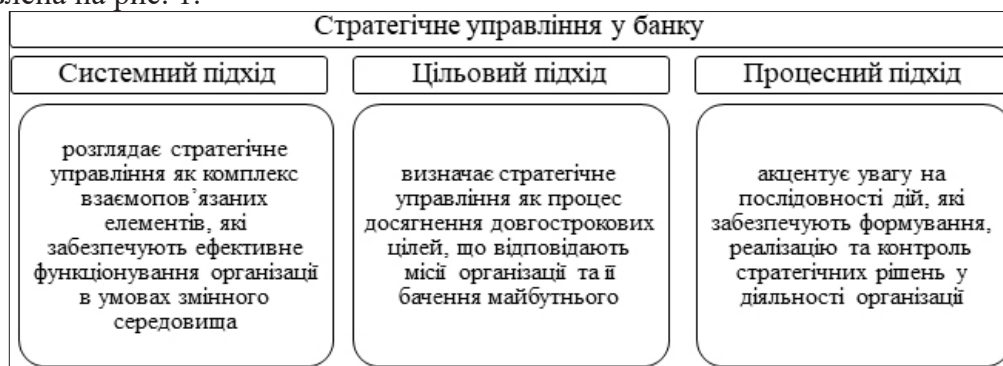 на рис. 1.
Стратегічне управління у банку
Системний підхід
Цільовий підхід
Процесний підхід
розглядає стратегічне
управління як комплекс
взаємопов’язаних
елементів, які
забезпечують ефективне
функціонування організації
в умовах змінного
середовища
визначає стратегічне
управління як процес
досягнення довгострокових
цілей, що відповідають
місії організації та її
бачення майбутнього
акцентує увагу на
послідовності дій, які
забезпечують формування,
реалізацію та контроль
стратегічних рішень у
діяльності організації